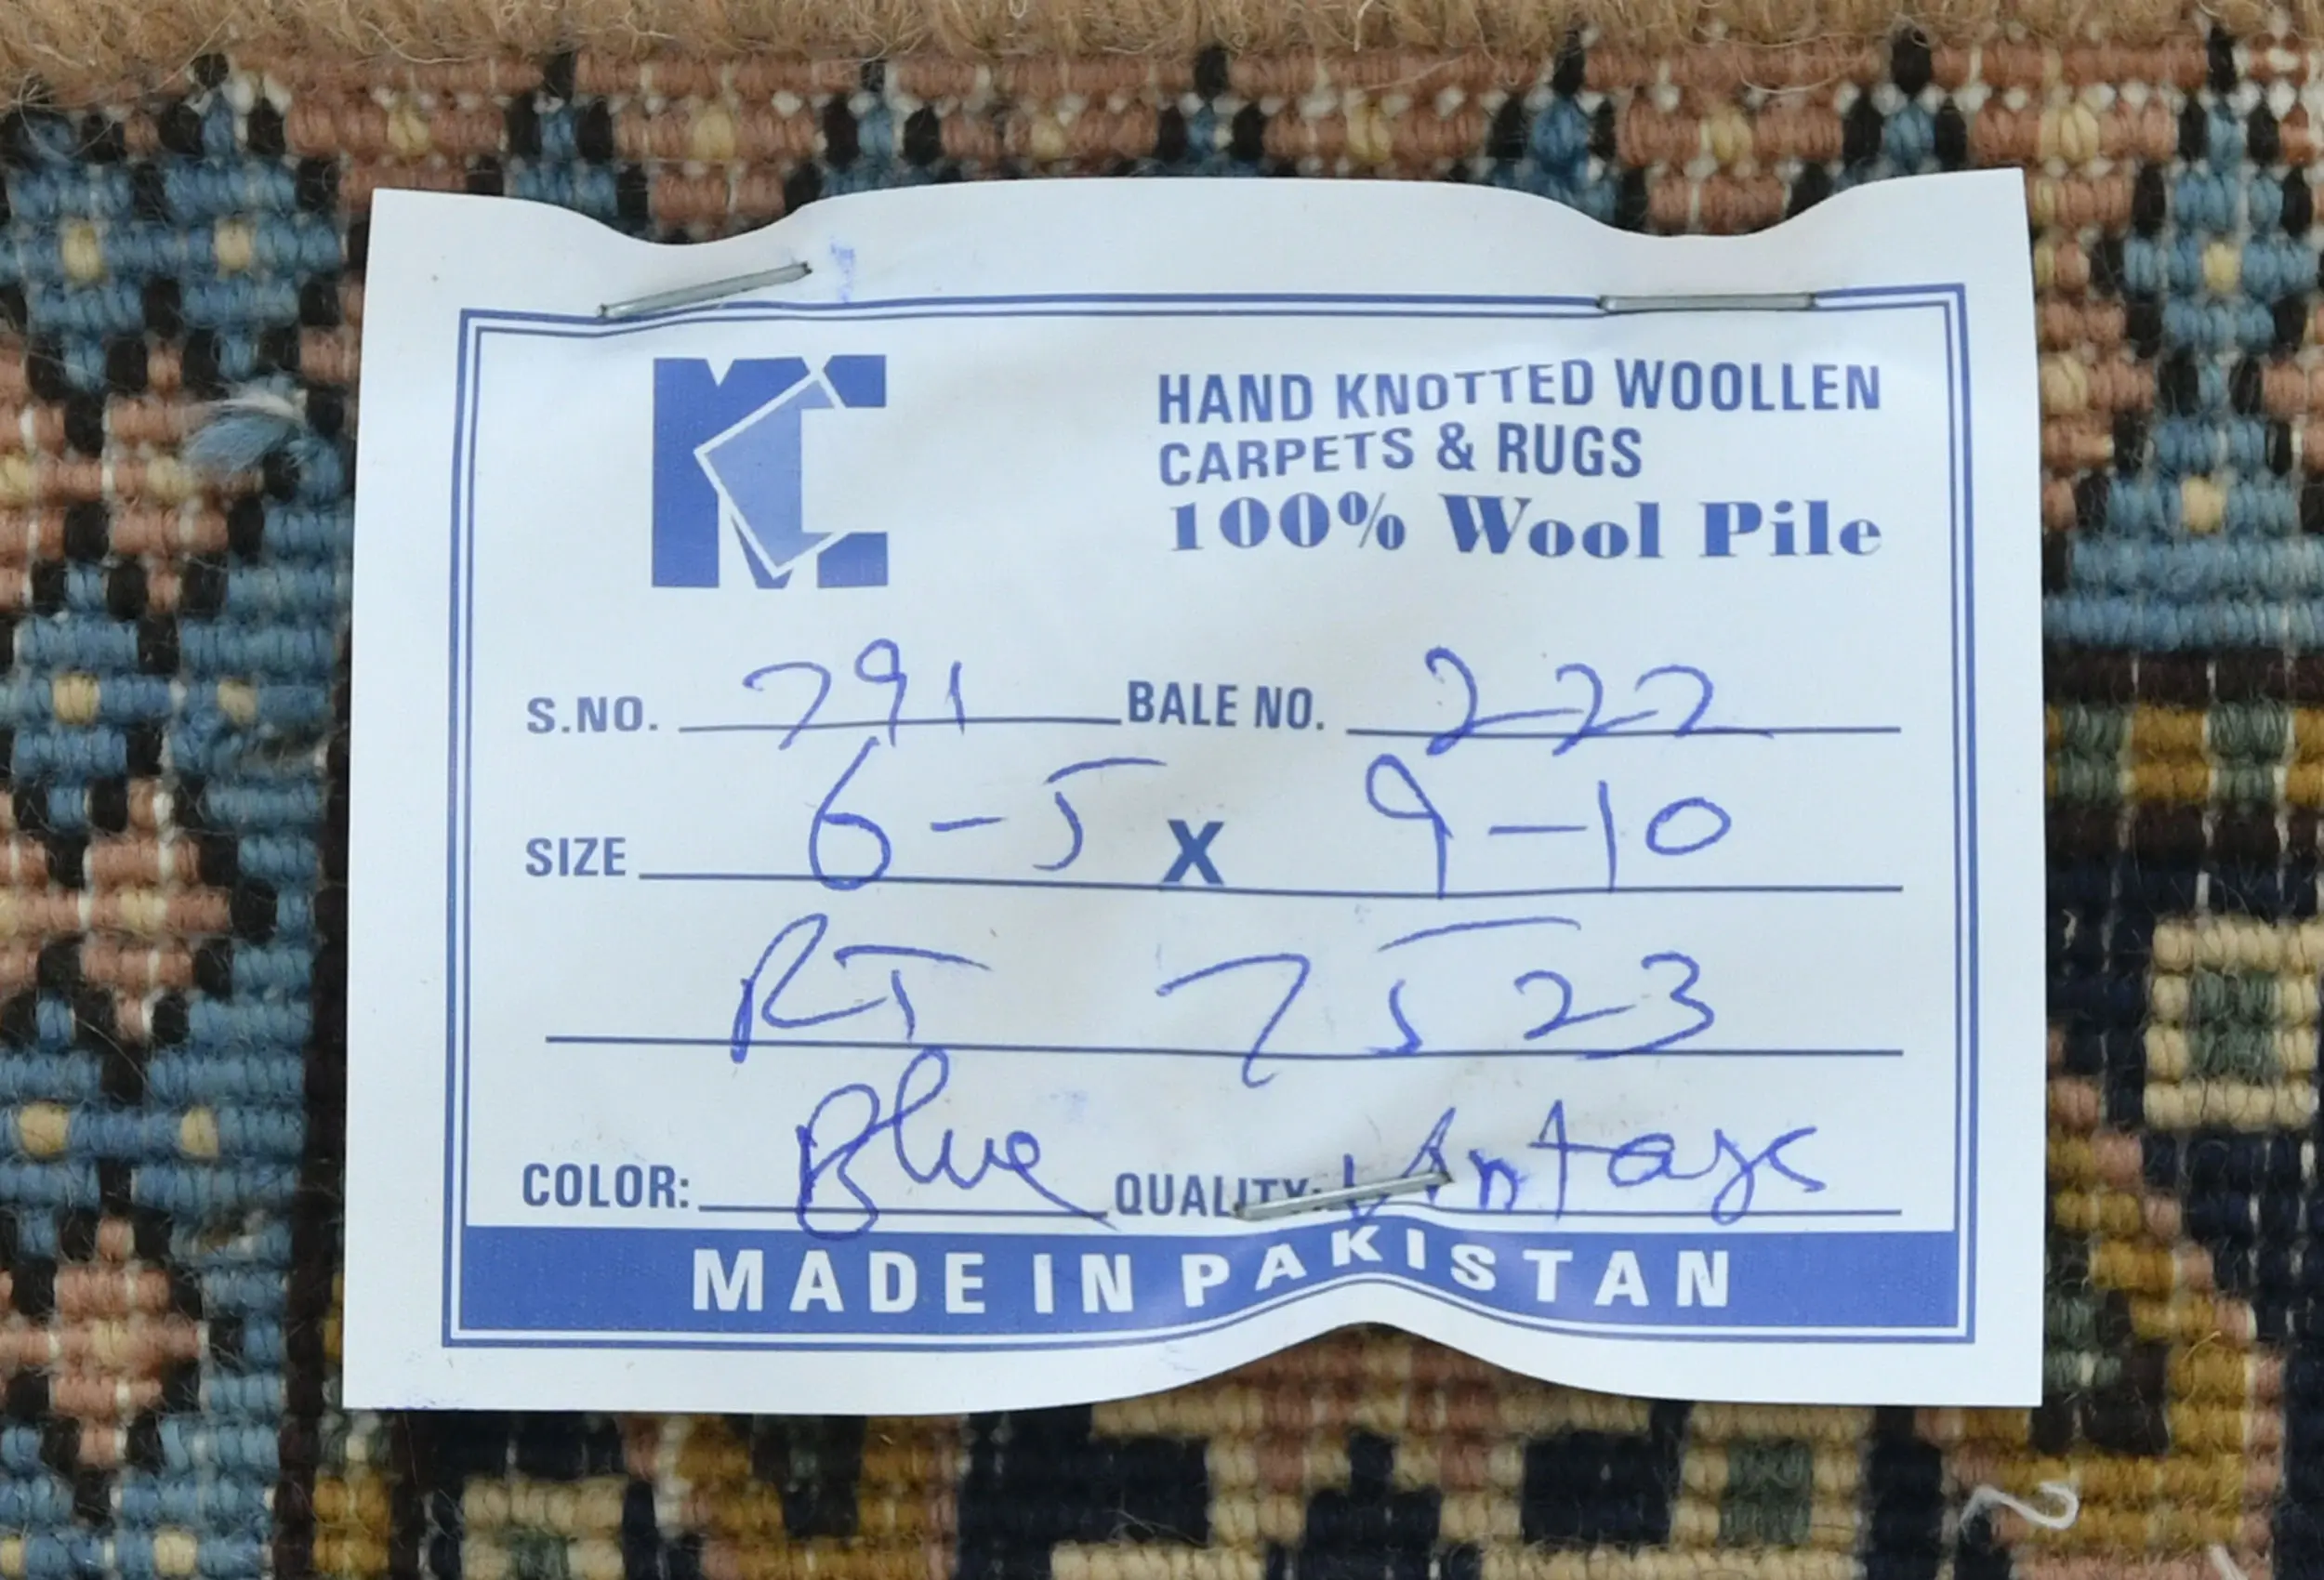 MC
HAND KNOTTED WOOLLEN
CARPETS & RUGS
100% Wool Pile
S.NO. 791 BALE NO. 222
SIZE 6-5 X 9-10
RT 7523
COLOR: Blue QUALITY: Vintage
MADE IN PAKISTAN